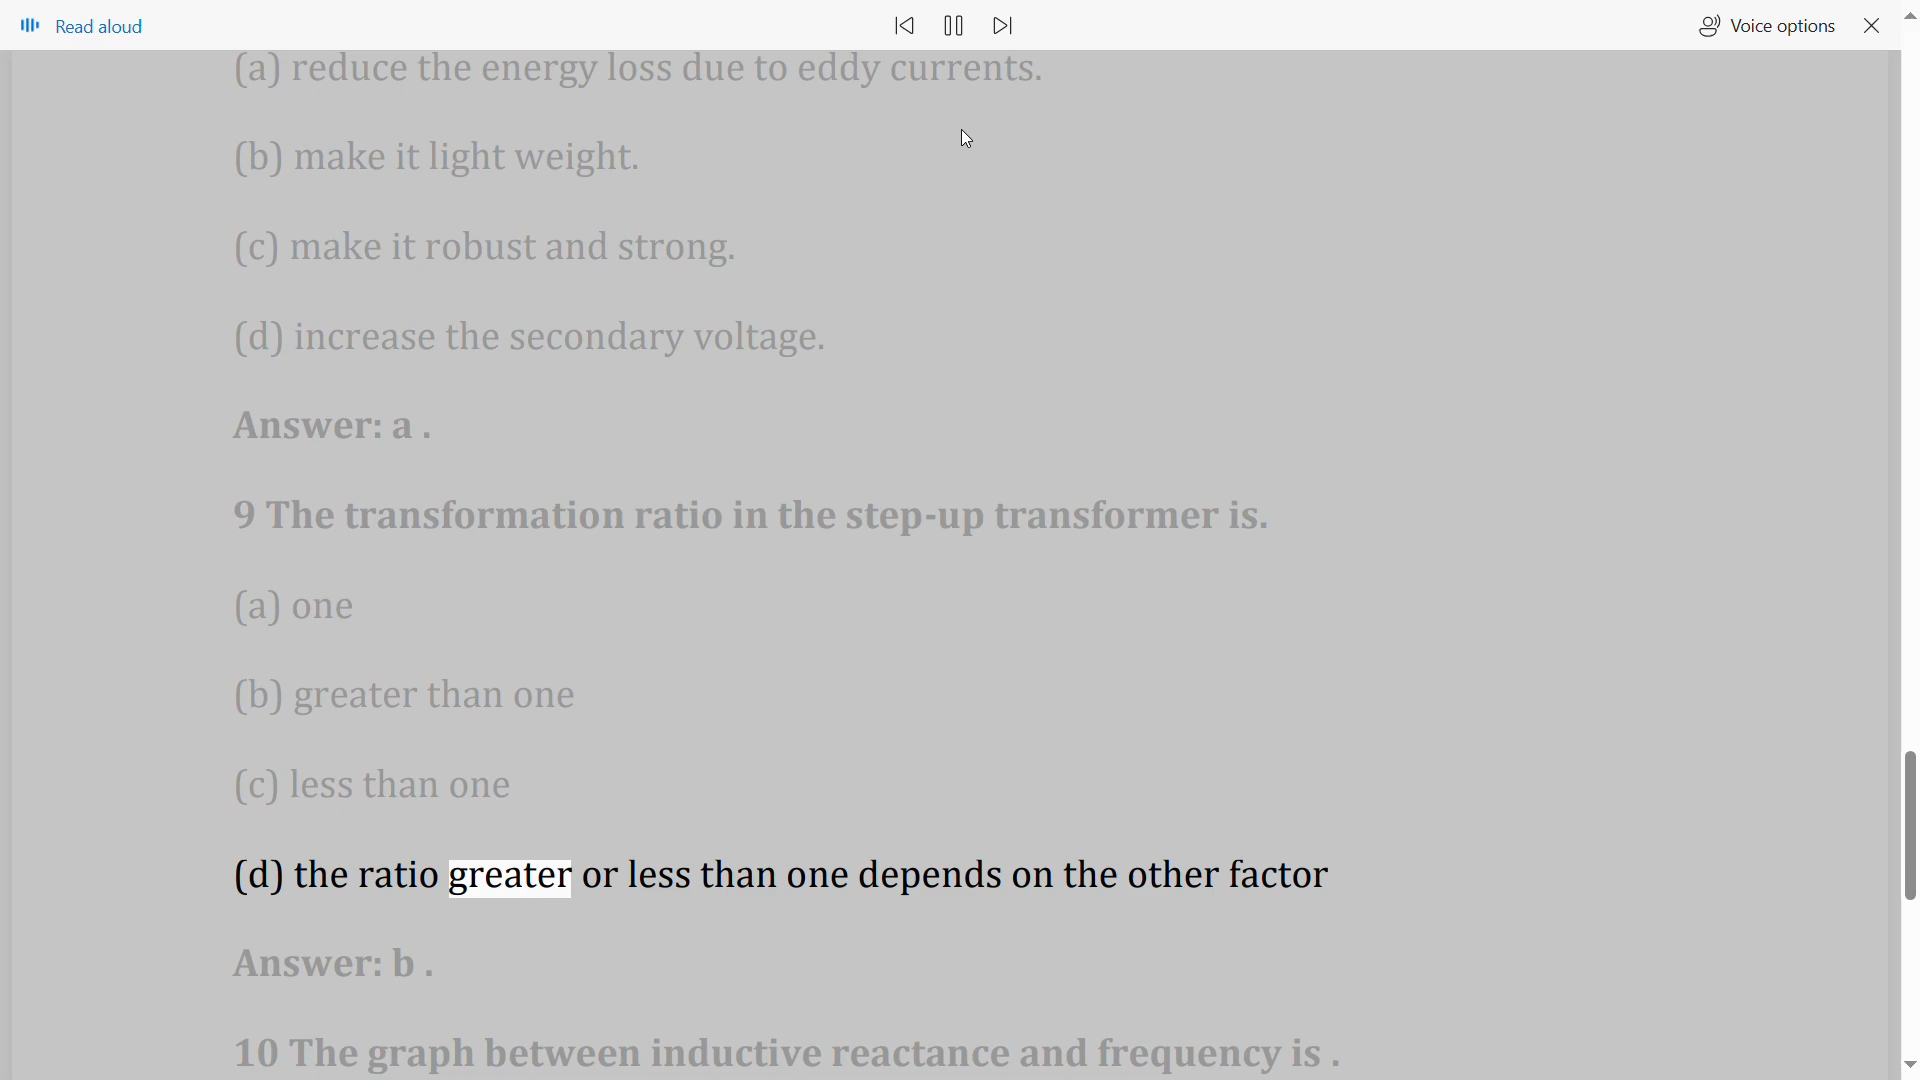 Read aloud
Voice options
(a) reduce the energy loss due to eddy currents.
(b) make it light weight.
(c) make it robust and strong.
(d) increase the secondary voltage.
Answer: a .
9 The transformation ratio in the step-up transformer is.
(a) one
(b) greater than one
(c) less than one
(d) the ratio greater or less than one depends on the other factor
Answer: b .
10 The graph between inductive reactance and frequency is .